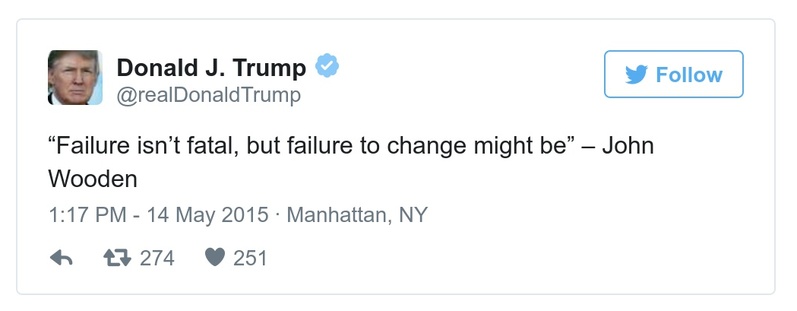 Donald J. Trump
@realDonaldTrump
Follow
“Failure isn’t fatal, but failure to change might be” – John
Wooden
1:17 PM - 14 May 2015 · Manhattan, NY
274 251